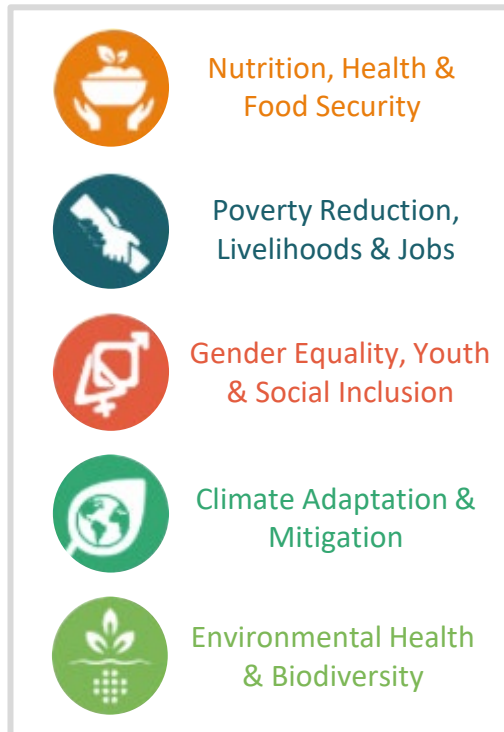 Nutrition, Health &
Food Security
Poverty Reduction,
Livelihoods & Jobs
Gender Equality, Youth
& Social Inclusion
Climate Adaptation &
Mitigation
Environmental Health
& Biodiversity